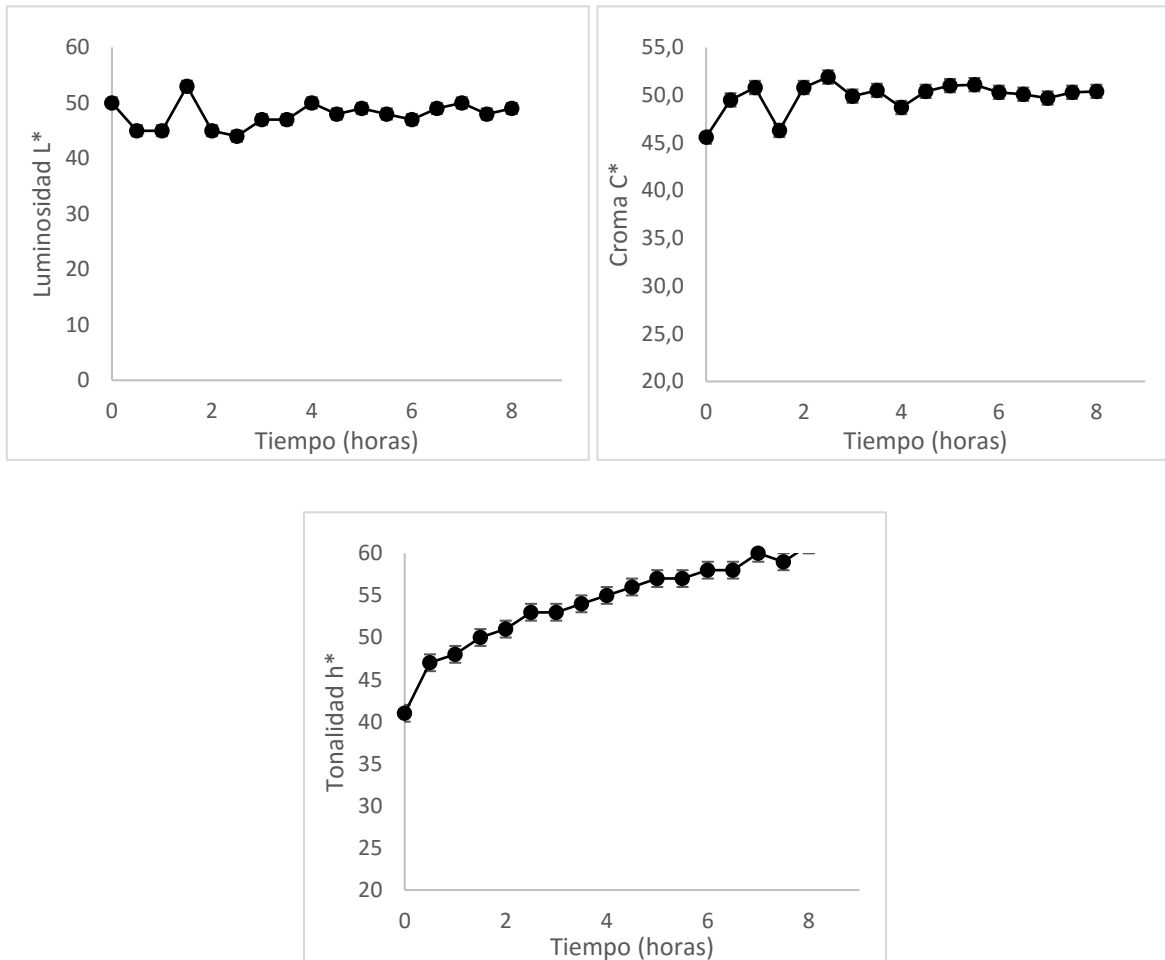 60
50
40
30
20
10
0
Luminosidad L*
0 2 4 6 8
Tiempo (horas)
55,0
50,0
45,0
40,0
35,0
30,0
25,0
20,0
Croma C*
0 2 4 6 8
Tiempo (horas)
60
55
50
45
40
35
30
25
20
Tonalidad h*
0 2 4 6 8
Tiempo (horas)